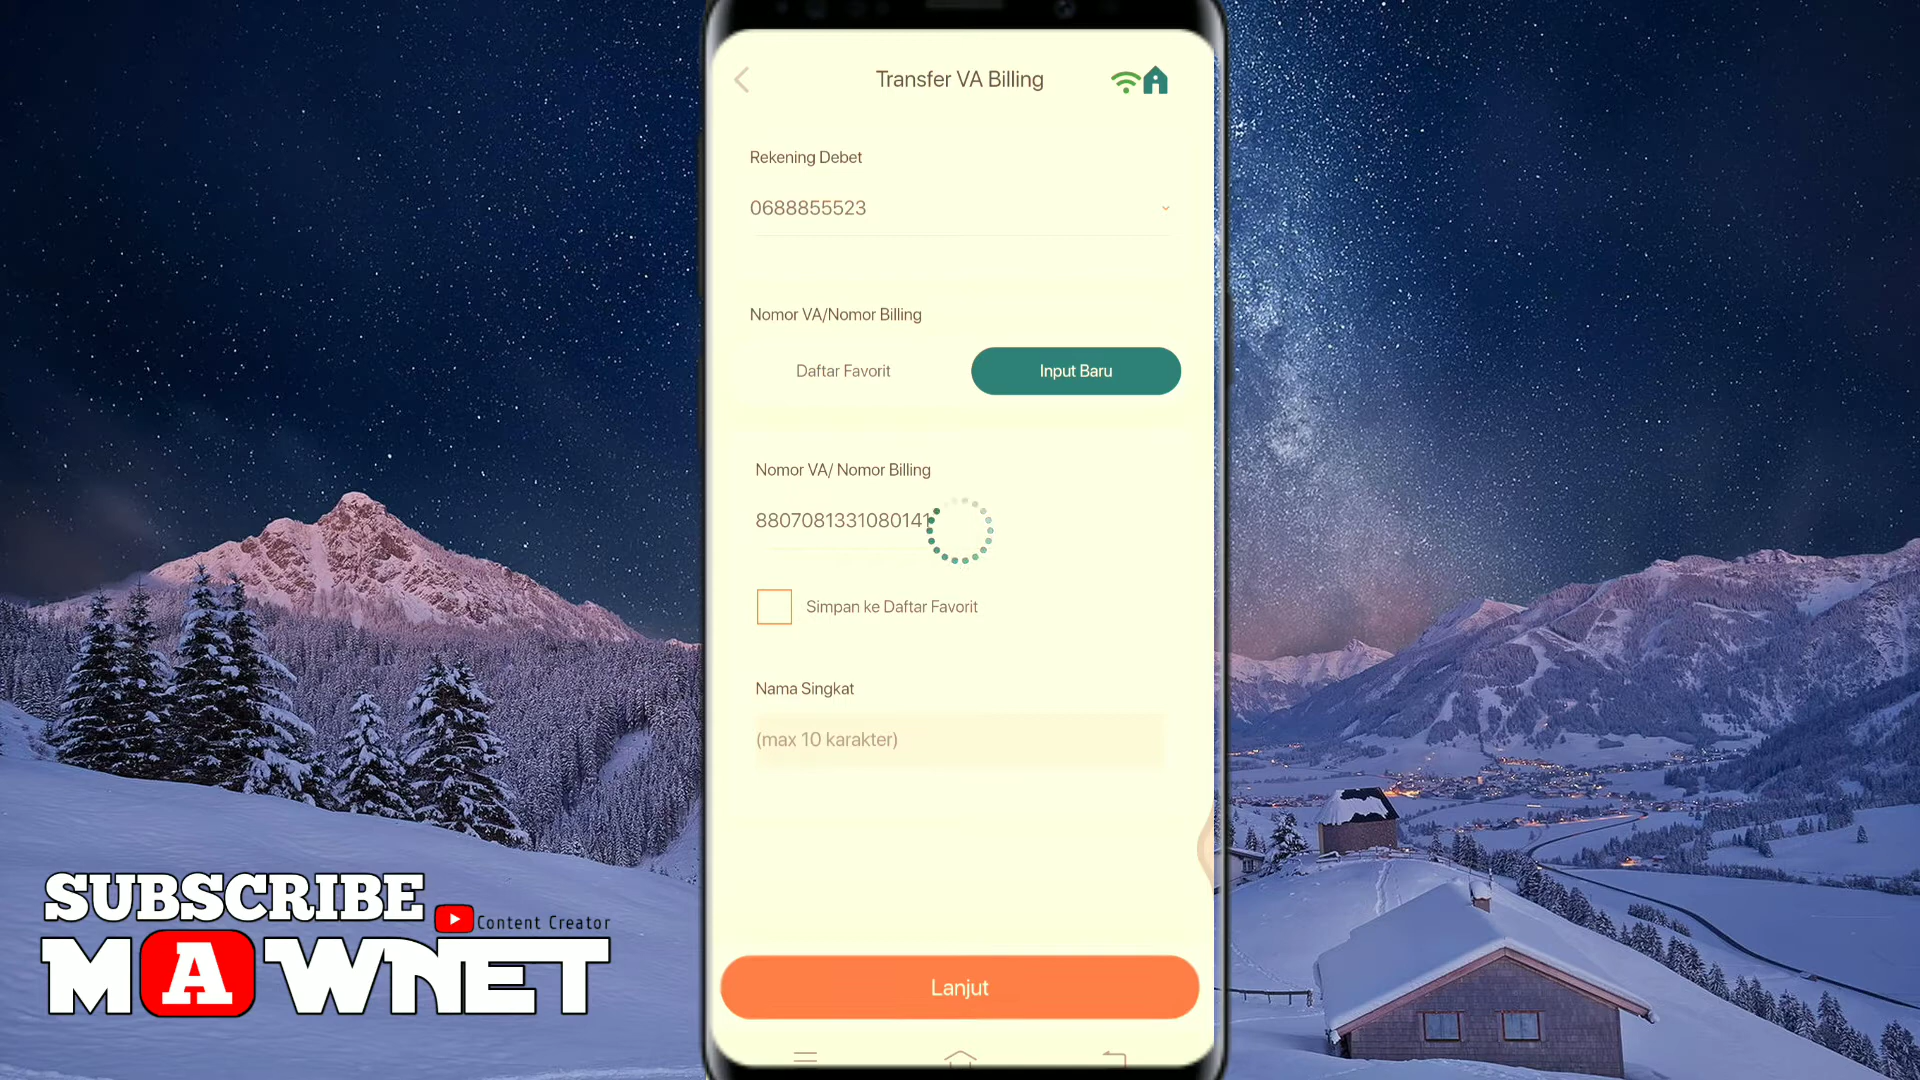 Transfer VA Billing
Rekening Debet
0688855523
Nomor VA/Nomor Billing
Daftar Favorit
Input Baru
Nomor VA/ Nomor Billing
8807081331080141
Simpan ke Daftar Favorit
Nama Singkat
(max 10 karakter)
Lanjut
SUBSCRIBE
Content Creator
MAWNET